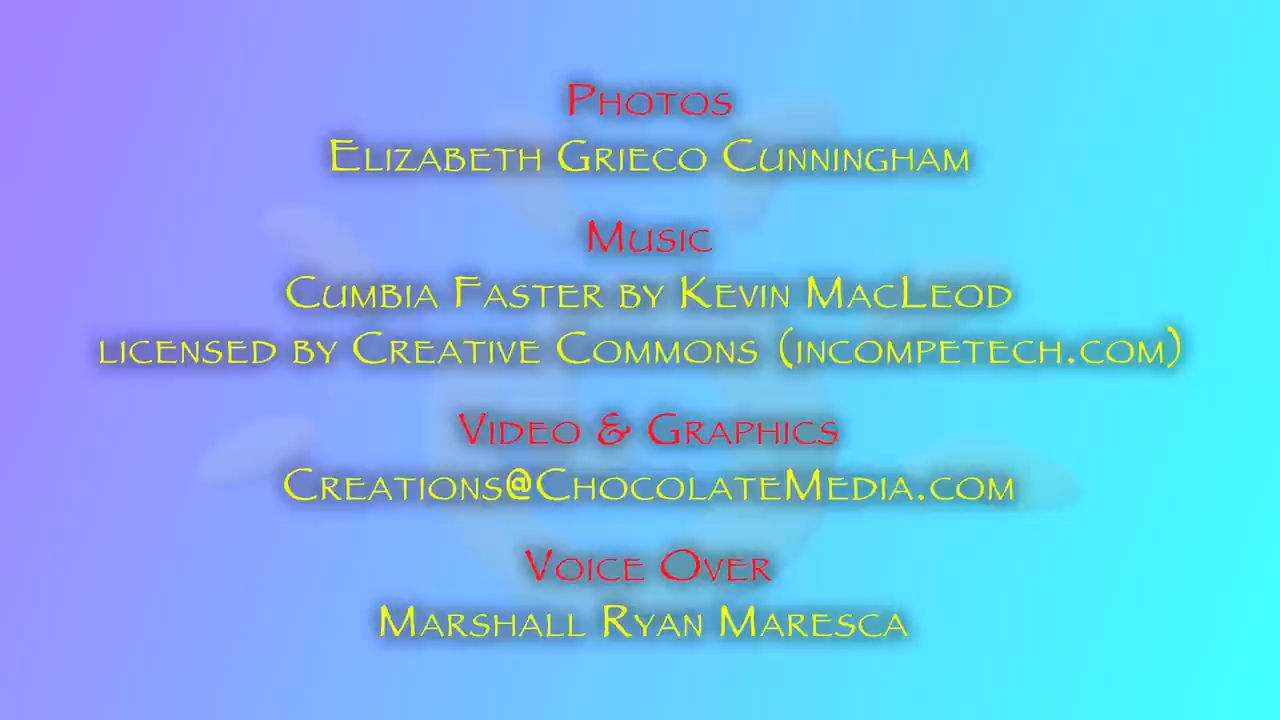 Photos
Elizabeth Grieco Cunningham
Music
Cumbia Faster by Kevin MacLeod
licensed by Creative Commons (incompetech.com)
Video & Graphics
Creations@ChocolateMedia.com
Voice Over
Marshall Ryan Maresca